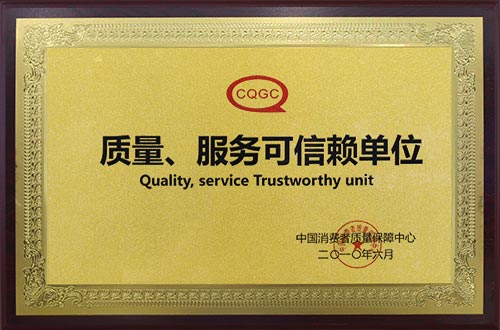 CQGC
质量、服务可信赖单位
Quality, service Trustworthy unit
中国消费者质量保障中心
二〇一〇年六月